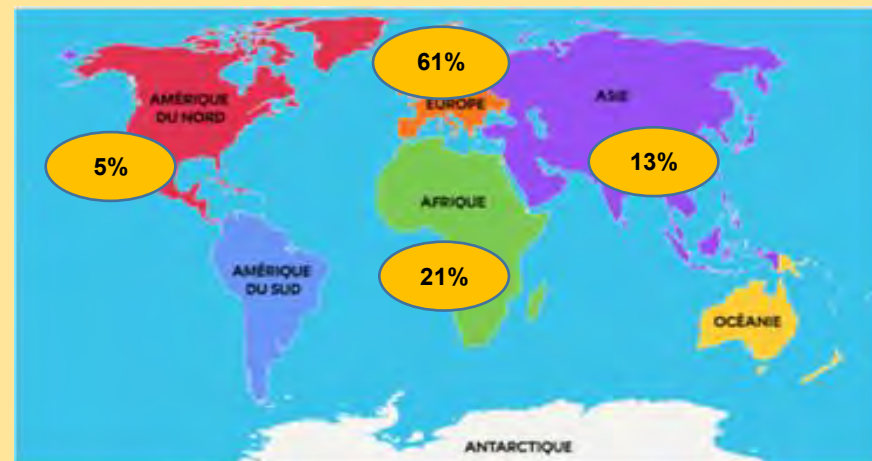 61%
AMÉRIQUE
DU NORD
EUROPE
ASIE
5%
13%
AFRIQUE
AMÉRIQUE
DU SUD
21%
OCÉANIE
ANTARCTIQUE